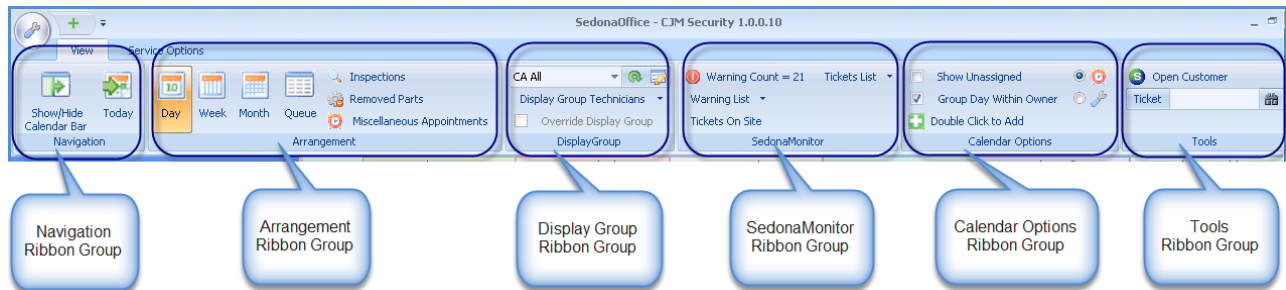 SedonaOffice - CJM Security 1.0.0.10
View Service Options
Show/Hide
Calendar Bar
Today
Navigation
10
Day Week Month Queue
Inspections
Removed Parts
Miscellaneous Appointments
Arrangement
CA All
Display Group Technicians
Override Display Group
DisplayGroup
Warning Count = 21 Tickets List
Warning List
Tickets On Site
SedonaMonitor
Show Unassigned
Group Day Within Owner
Double Click to Add
Calendar Options
S Open Customer
Ticket
Tools
Navigation
Ribbon Group
Arrangement
Ribbon Group
Display Group
Ribbon Group
SedonaMonitor
Ribbon Group
Calendar Options
Ribbon Group
Tools
Ribbon Group